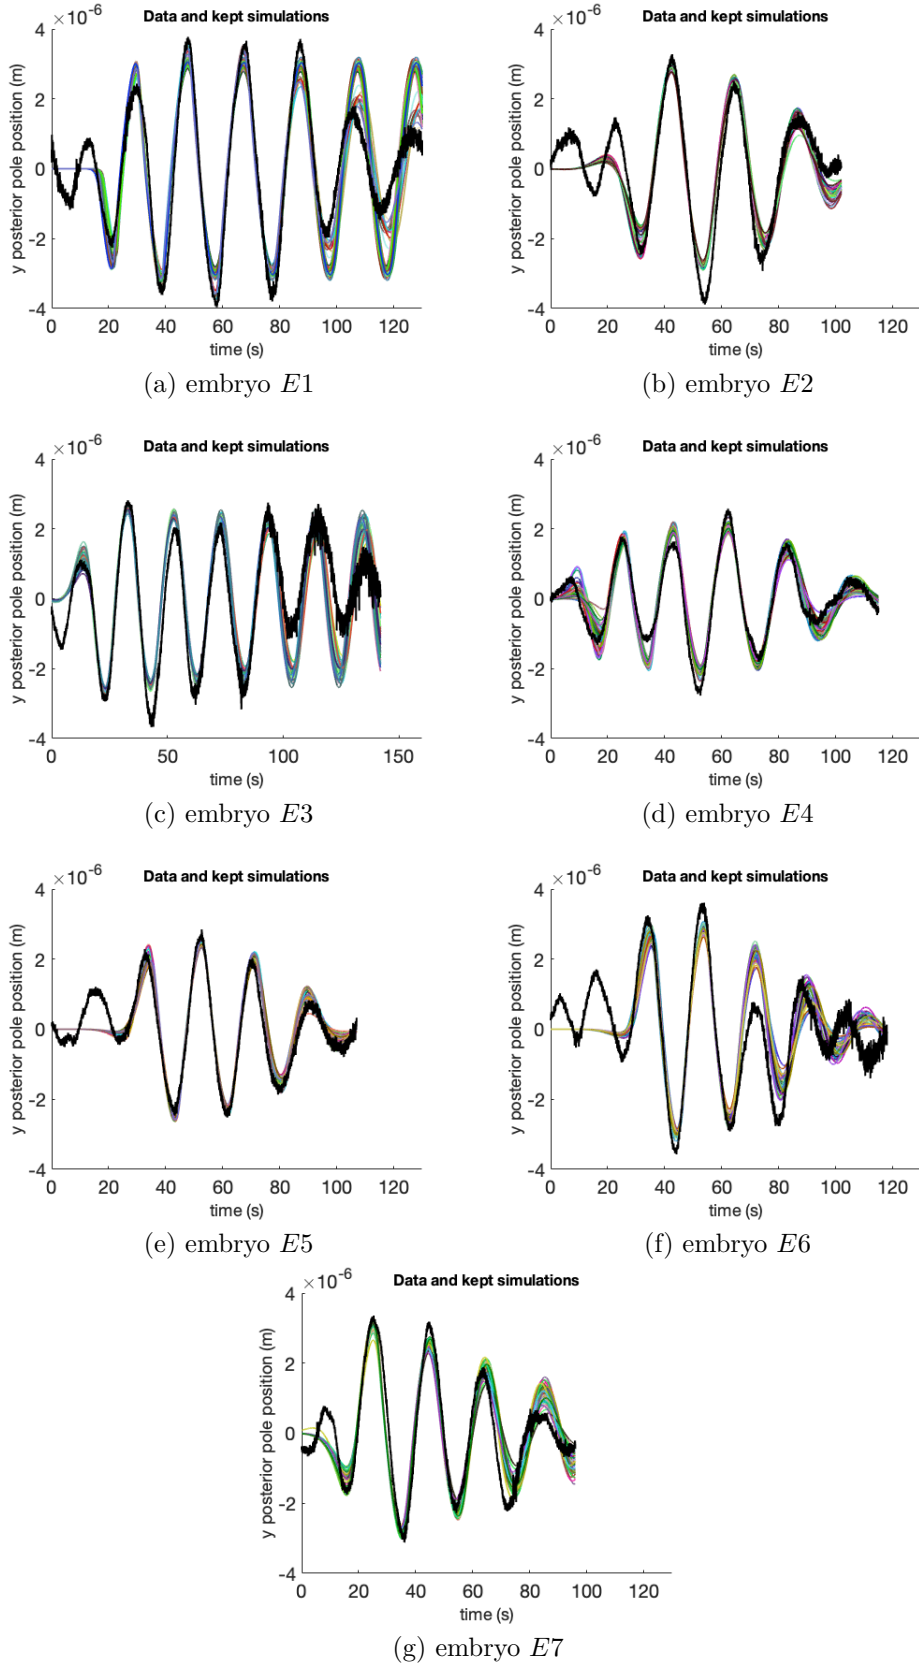 Data and kept simulations
×10⁻⁶
4
2
0
-2
-4
y posterior pole position (m)
0 20 40 60 80 100 120
time (s)
(a) embryo E1
Data and kept simulations
×10⁻⁶
4
2
0
-2
-4
y posterior pole position (m)
0 20 40 60 80 100 120
time (s)
(b) embryo E2
Data and kept simulations
×10⁻⁶
4
2
0
-2
-4
y posterior pole position (m)
0 50 100 150
time (s)
(c) embryo E3
Data and kept simulations
×10⁻⁶
4
2
0
-2
-4
y posterior pole position (m)
0 20 40 60 80 100 120
time (s)
(d) embryo E4
Data and kept simulations
×10⁻⁶
4
2
0
-2
-4
y posterior pole position (m)
0 20 40 60 80 100 120
time (s)
(e) embryo E5
Data and kept simulations
×10⁻⁶
4
2
0
-2
-4
y posterior pole position (m)
0 20 40 60 80 100 120
time (s)
(f) embryo E6
Data and kept simulations
×10⁻⁶
4
2
0
-2
-4
y posterior pole position (m)
0 20 40 60 80 100 120
time (s)
(g) embryo E7